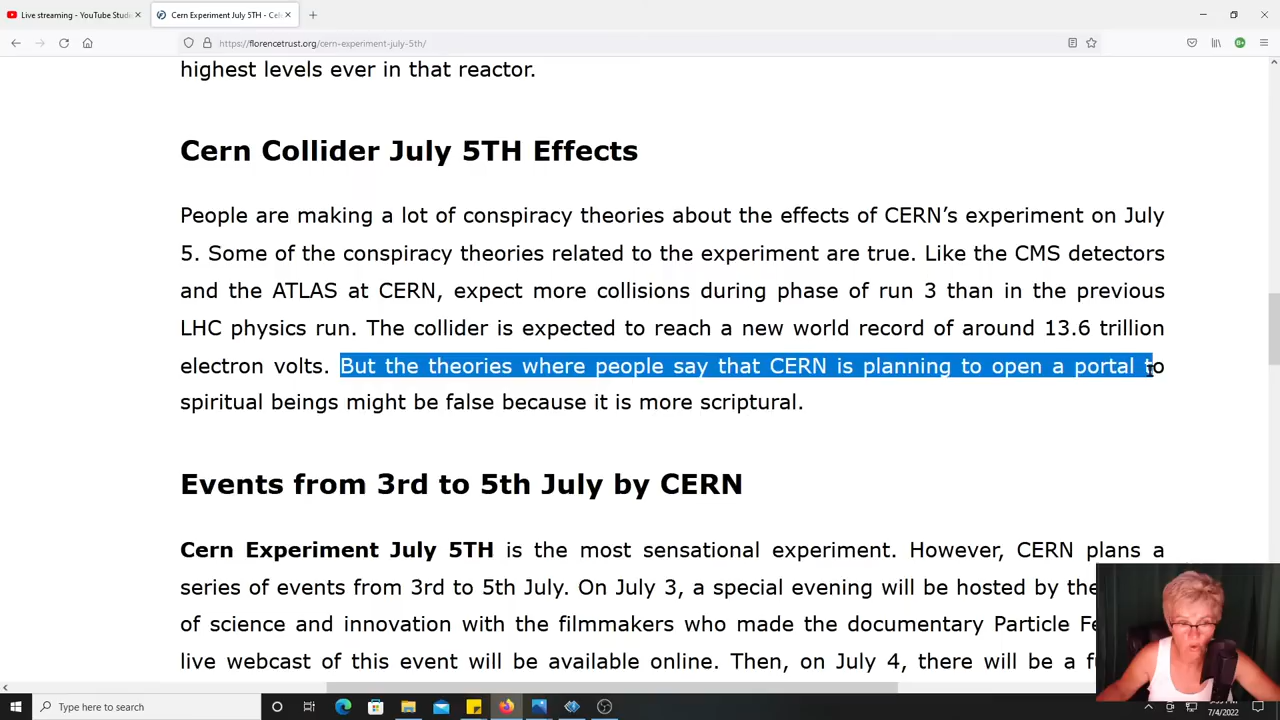 Live streaming - YouTube Studi
Cern Experiment July 5TH - Cel
https://florencetrust.org/cern-experiment-july-5th/
highest levels ever in that reactor.
Cern Collider July 5TH Effects
People are making a lot of conspiracy theories about the effects of CERN’s experiment on July
5. Some of the conspiracy theories related to the experiment are true. Like the CMS detectors
and the ATLAS at CERN, expect more collisions during phase of run 3 than in the previous
LHC physics run. The collider is expected to reach a new world record of around 13.6 trillion
electron volts. But the theories where people say that CERN is planning to open a portal to
spiritual beings might be false because it is more scriptural.
Events from 3rd to 5th July by CERN
Cern Experiment July 5TH is the most sensational experiment. However, CERN plans a
series of events from 3rd to 5th July. On July 3, a special evening will be hosted by the
of science and innovation with the filmmakers who made the documentary Particle Fe
live webcast of this event will be available online. Then, on July 4, there will be a f
Type here to search
7/4/2022